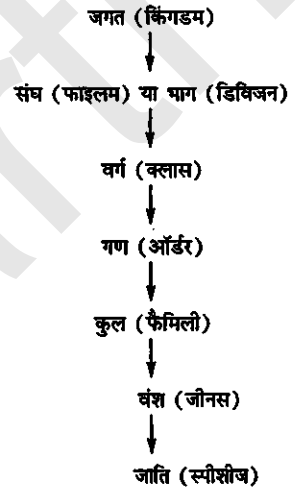 जगत (किंगडम)
संघ (फाइलम) या भाग (डिविजन)
वर्ग (क्लास)
गण (ऑर्डर)
कुल (फैमिली)
वंश (जीनस)
जाति (स्पीशीज)